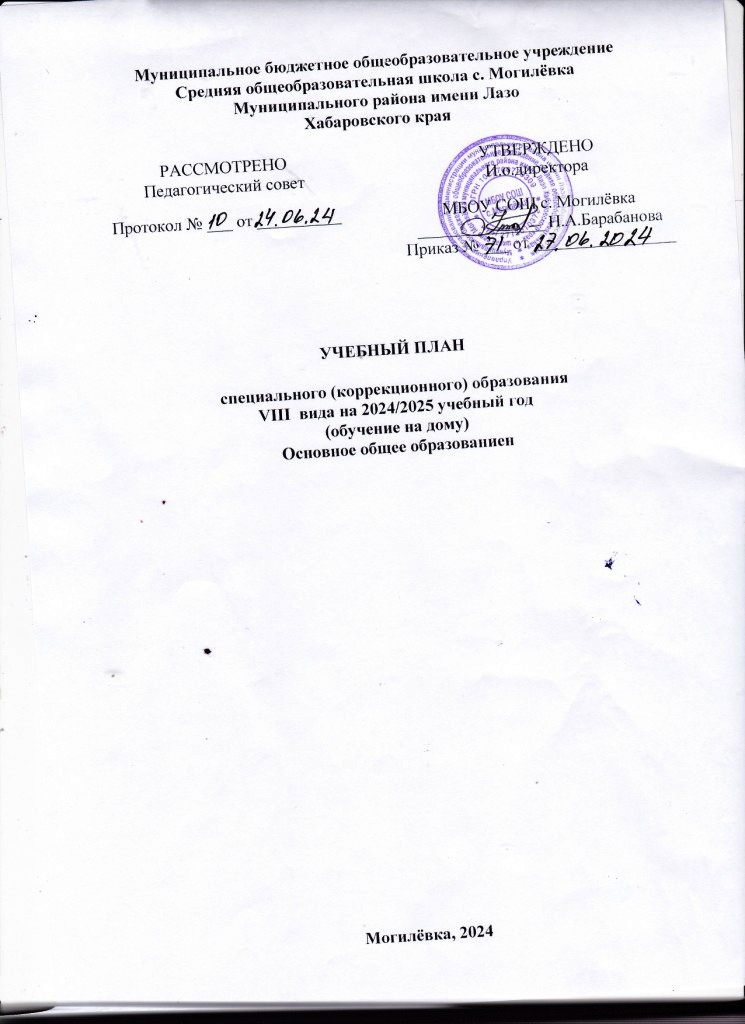 Муниципальное бюджетное общеобразовательное учреждение
Средняя общеобразовательная школа с. Могилёвка
Муниципального района имени Лазо
Хабаровского края
РАССМОТРЕНО
Педагогический совет
Протокол № 10 от 24.06.24
УТВЕРЖДЕНО
И.о.директора
МБОУ СОШ с. Могилёвка
Н.А.Барабанова
Приказ № 71 от 27.06.2024
УЧЕБНЫЙ ПЛАН
специального (коррекционного) образования
VIII вида на 2024/2025 учебный год
(обучение на дому)
Основное общее образованиен
Могилёвка, 2024